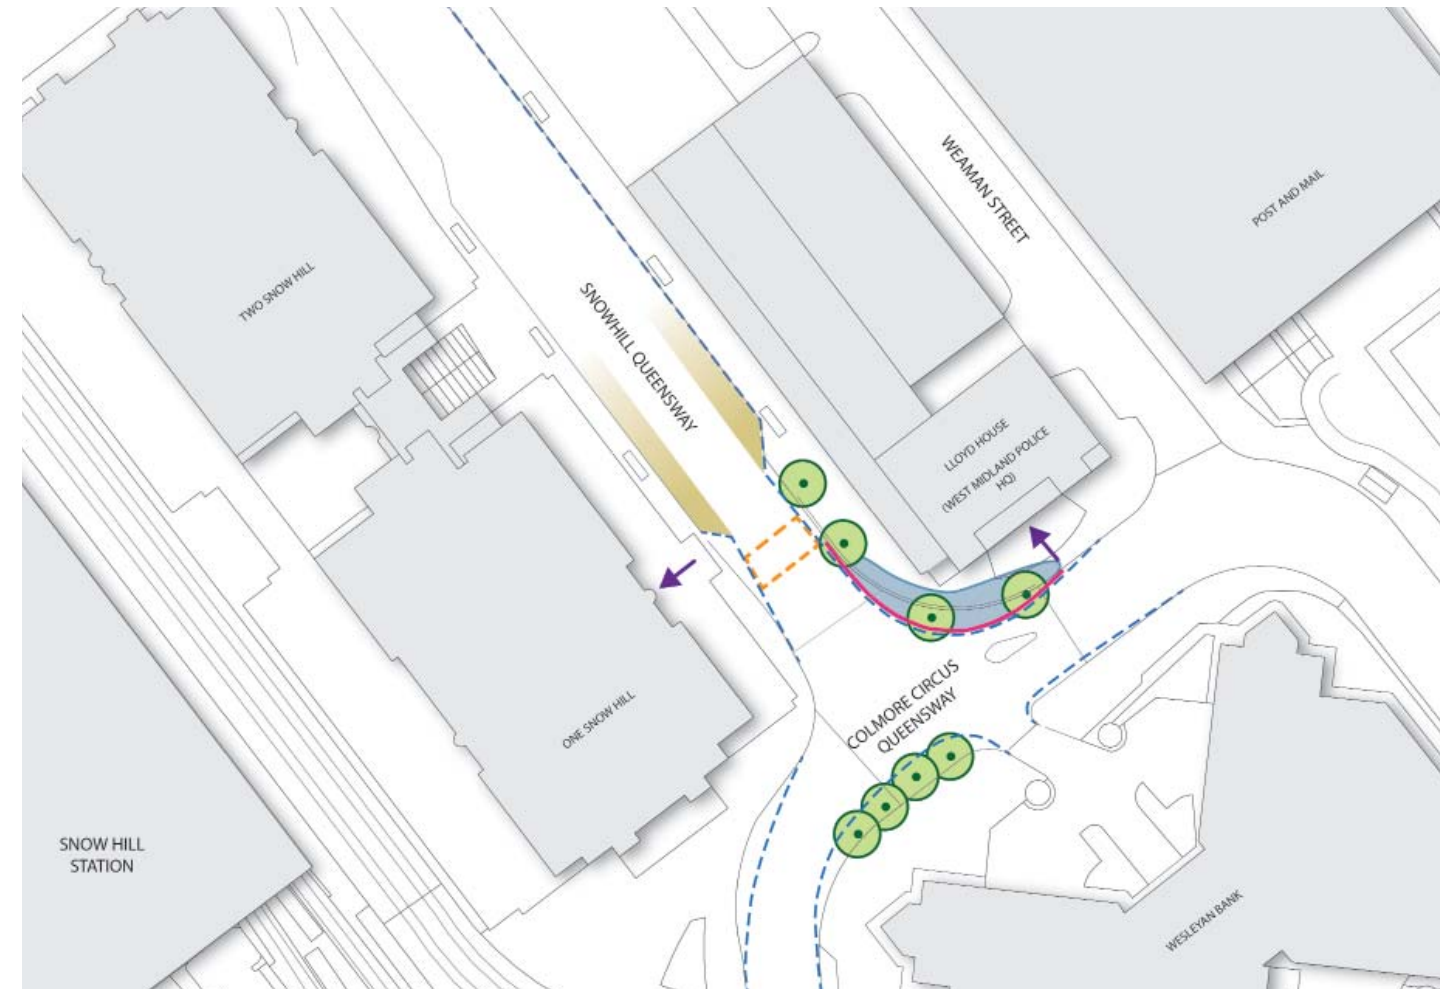 WEAMAN STREET
POST AND MAIL
TWO SNOW HILL
SNOWHILL QUEENSWAY
LLOYD HOUSE
(WEST MIDLAND POLICE
HQ)
ONE SNOW HILL
COLMORE CIRCUS
QUEENSWAY
SNOW HILL
STATION
WESLEYAN BANK